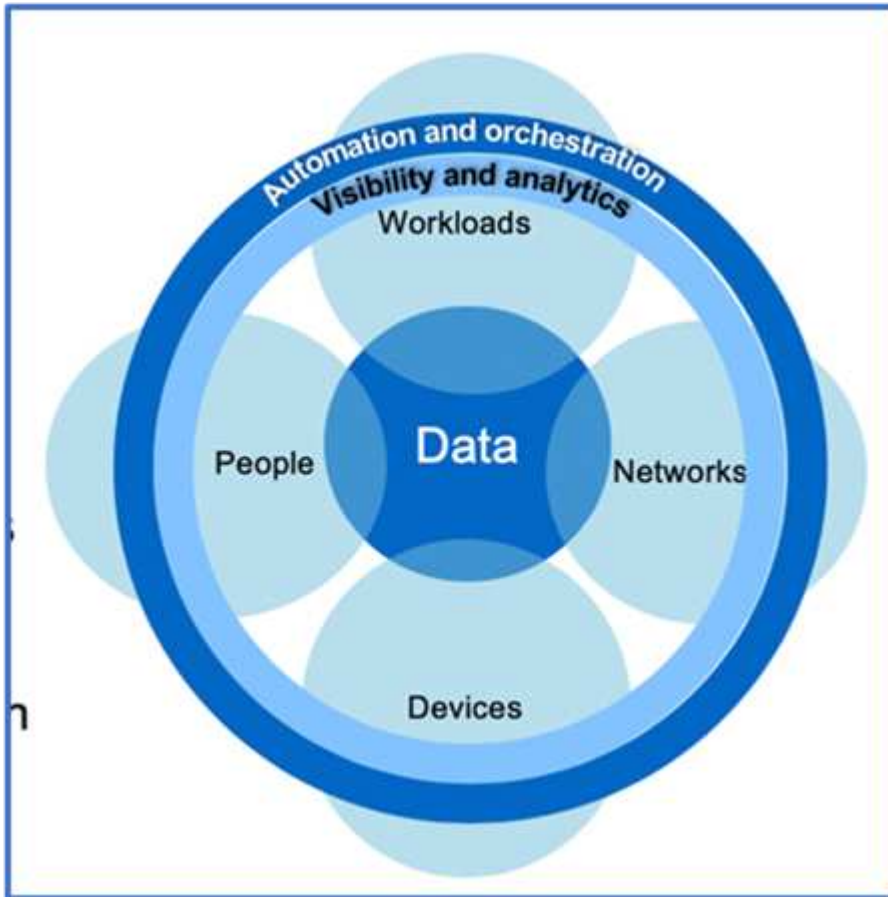 Automation and orchestration
Visibility and analytics
Workloads
People
Data
Networks
Devices
n